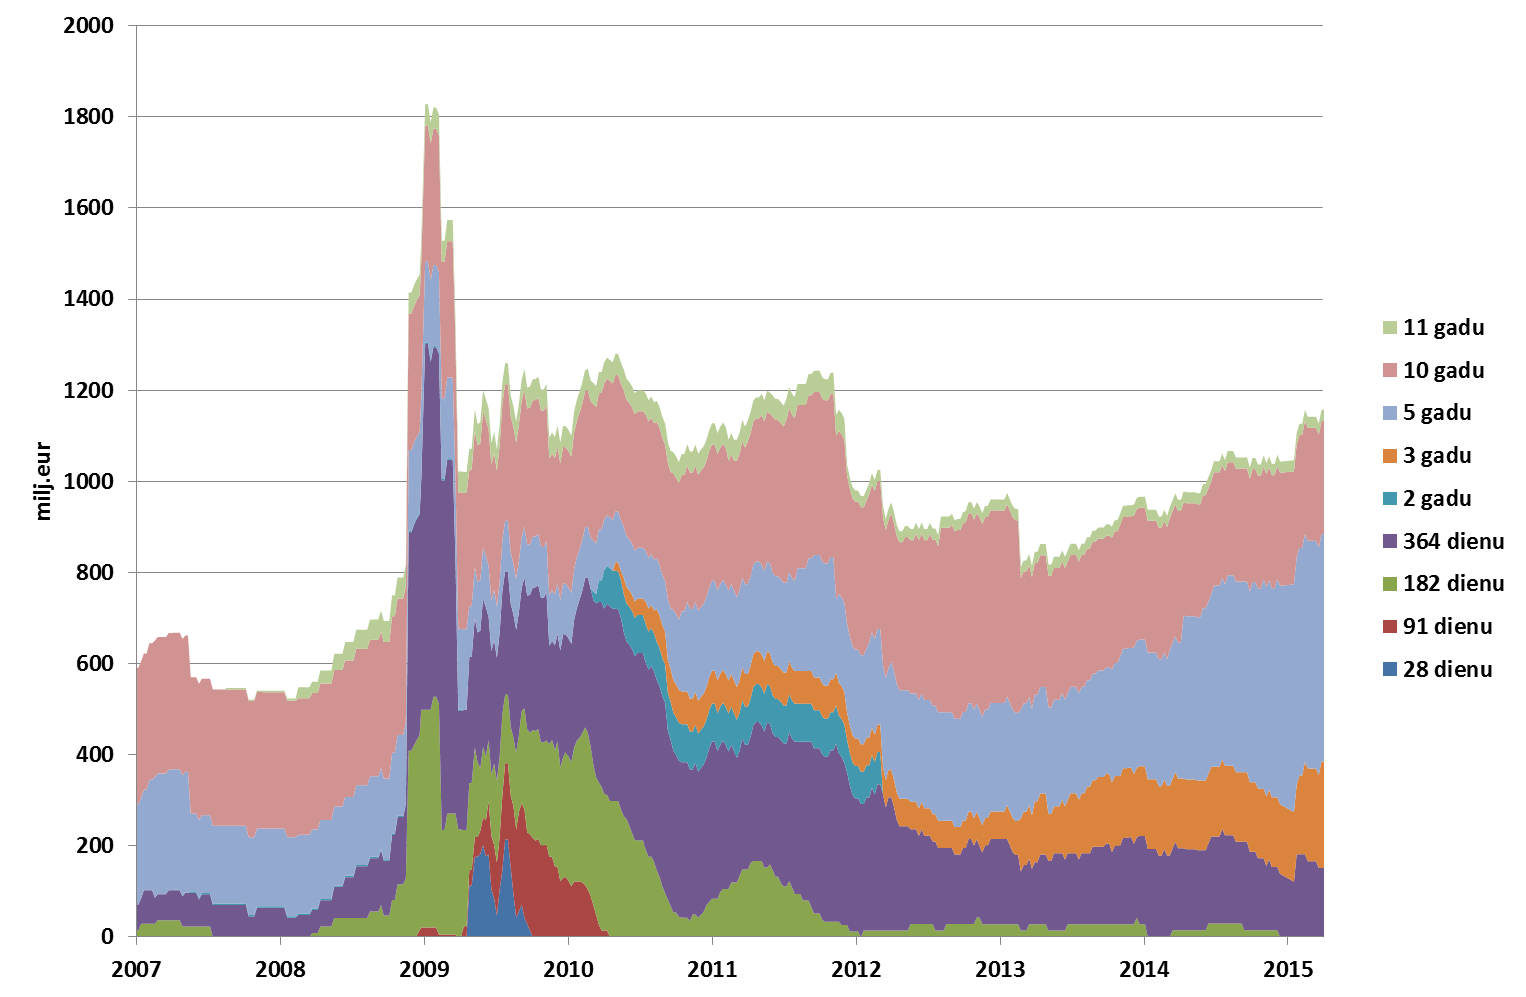 2000
1800
1600
1400
1200
1000
800
600
400
200
0
milj.eur
2007 2008 2009 2010 2011 2012 2013 2014 2015
11 gadu
10 gadu
5 gadu
3 gadu
2 gadu
364 dienu
182 dienu
91 dienu
28 dienu